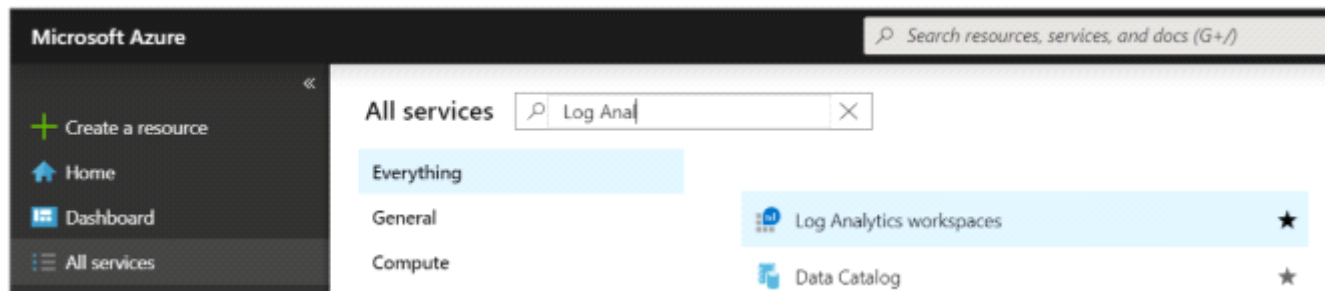 Microsoft Azure
Search resources, services, and docs (G+/)
Create a resource
Home
Dashboard
All services
All services
Log Anal
Everything
General
Compute
Log Analytics workspaces
Data Catalog